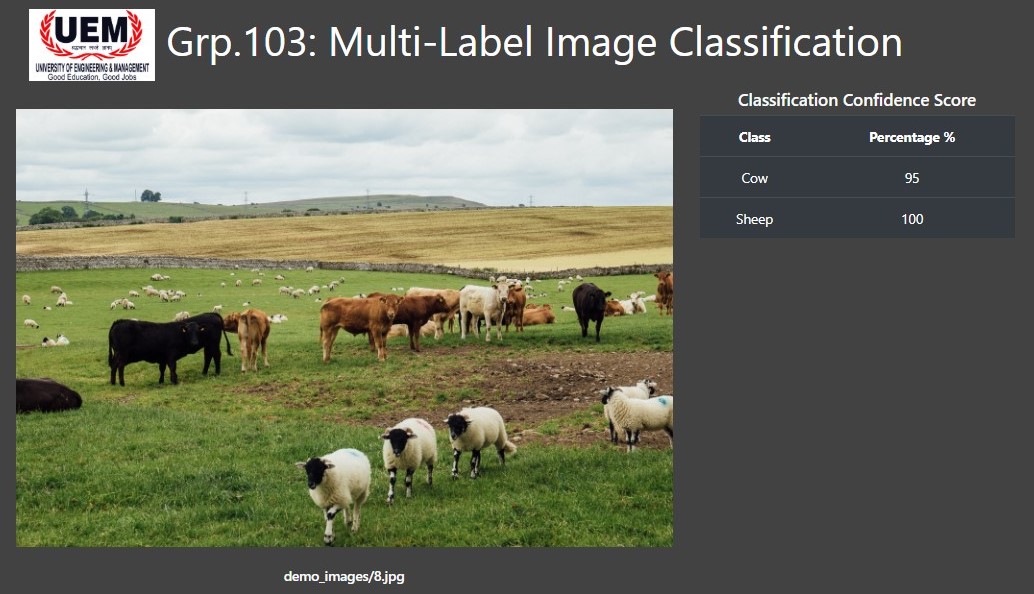 UEM
UNIVERSITY OF ENGINEERING & MANAGEMENT
Good Education, Good Jobs
Grp.103: Multi-Label Image Classification
Classification Confidence Score
Class Percentage %
Cow 95
Sheep 100
demo_images/8.jpg